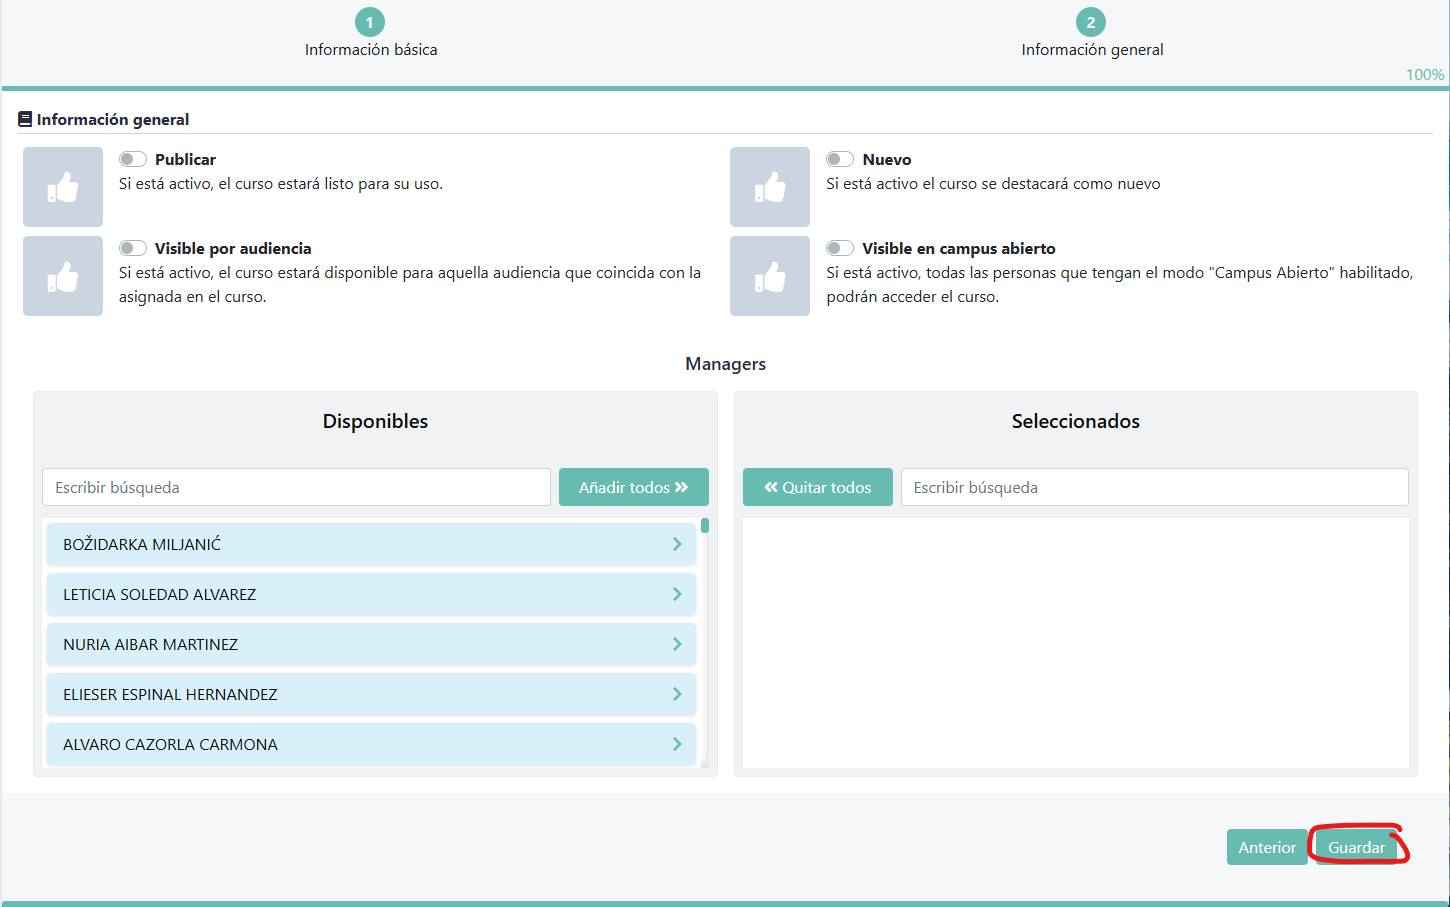 1
Información básica
2
Información general
100%
Información general
Publicar
Si está activo, el curso estará listo para su uso.
Nuevo
Si está activo el curso se destacará como nuevo
Visible por audiencia
Si está activo, el curso estará disponible para aquella audiencia que coincida con la
asignada en el curso.
Visible en campus abierto
Si está activo, todas las personas que tengan el modo "Campus Abierto" habilitado,
podrán acceder el curso.
Managers
Disponibles
Escribir búsqueda
Añadir todos
BOŽIDARKA MILJANIĆ
LETICIA SOLEDAD ALVAREZ
NURIA AIBAR MARTINEZ
ELIESER ESPINAL HERNANDEZ
ALVARO CAZORLA CARMONA
Seleccionados
Quitar todos
Escribir búsqueda
Anterior
Guardar